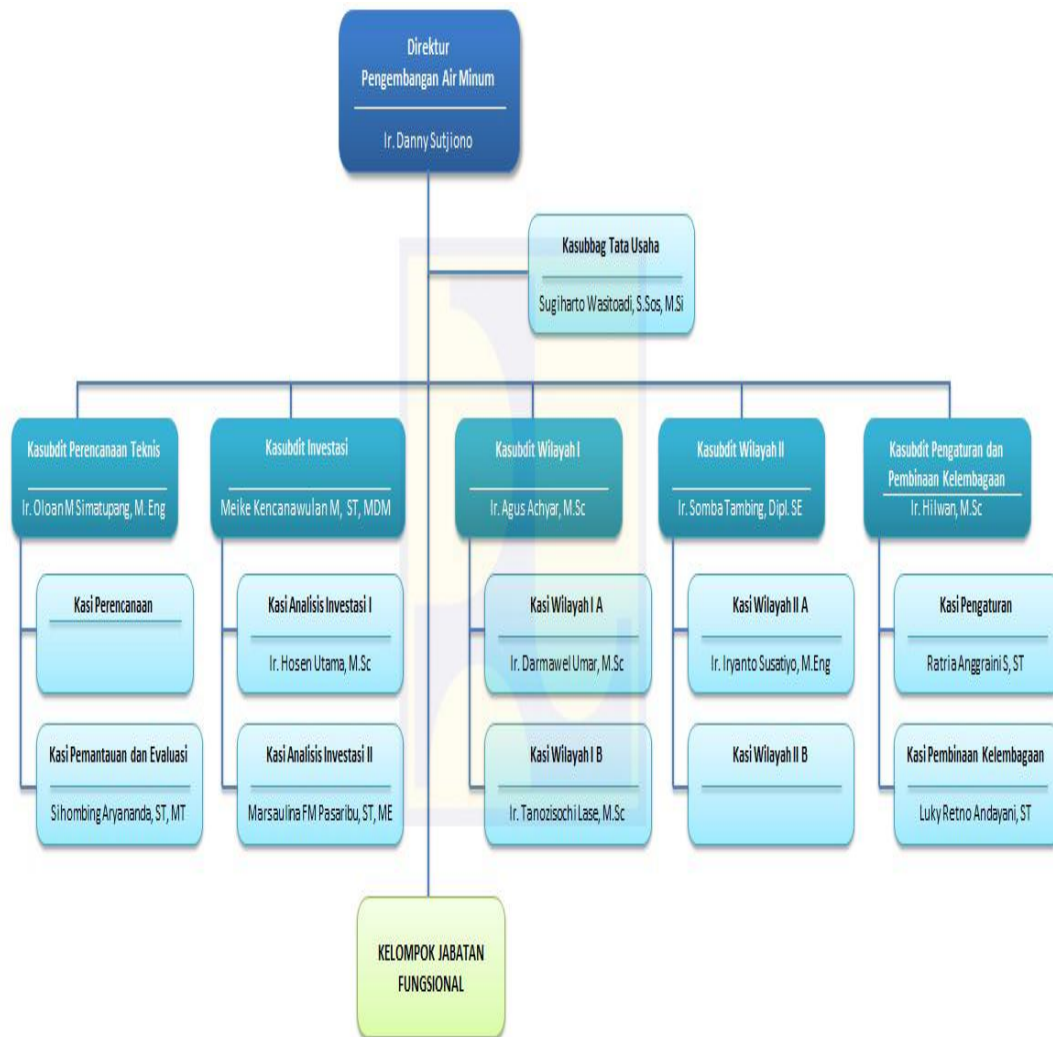 Direktur
Pengembangan Air Minum
Ir. Danny Sutjiono
Kasubbag Tata Usaha
Sugiharto Wasitoadi, S.Sos, M.Si
Kasubdit Perencanaan Teknis
Ir. Oloan M Simatupang, M. Eng
Kasubdit Investasi
Meike Kencanawulan M, ST, MDM
Kasubdit Wilayah I
Ir. Agus Achyar, M.Sc
Kasubdit Wilayah II
Ir. Somba Tambing, Dipl. SE
Kasubdit Pengaturan dan
Pembinaan Kelembagaan
Ir. Hilwan, M.Sc
Kasi Perencanaan
Kasi Analisis Investasi I
Ir. Hosen Utama, M.Sc
Kasi Wilayah I A
Ir. Darmawel Umar, M.Sc
Kasi Wilayah II A
Ir. Iryanto Susatiyo, M.Eng
Kasi Pengaturan
Ratria Anggraini S, ST
Kasi Pemantauan dan Evaluasi
Sihombing Aryananda, ST, MT
Kasi Analisis Investasi II
Marsaulina FM Pasaribu, ST, ME
Kasi Wilayah I B
Ir. Tanozisochi Lase, M.Sc
Kasi Wilayah II B
Kasi Pembinaan Kelembagaan
Luky Retno Andayani, ST
KELOMPOK JABATAN
FUNGSIONAL